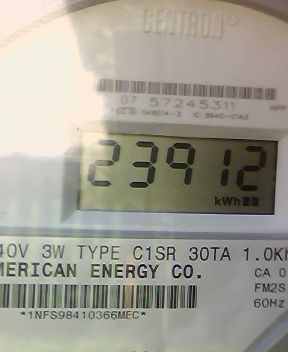 CENTRON®
07 57245311
23912
kWh
40V 3W TYPE C1SR 30TA 1.0Kh
MERICAN ENERGY CO.
CA 0
FM2S
60Hz
*1NFS98410366MEC*